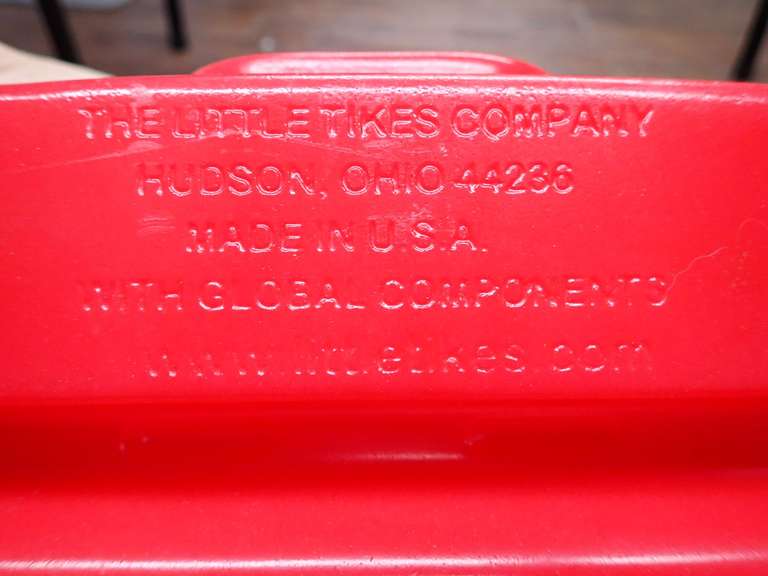 THE LITTLE TIKES COMPANY
HUDSON, OHIO 44236
MADE IN U.S.A.
WITH GLOBAL COMPONENTS
www.littletikes.com